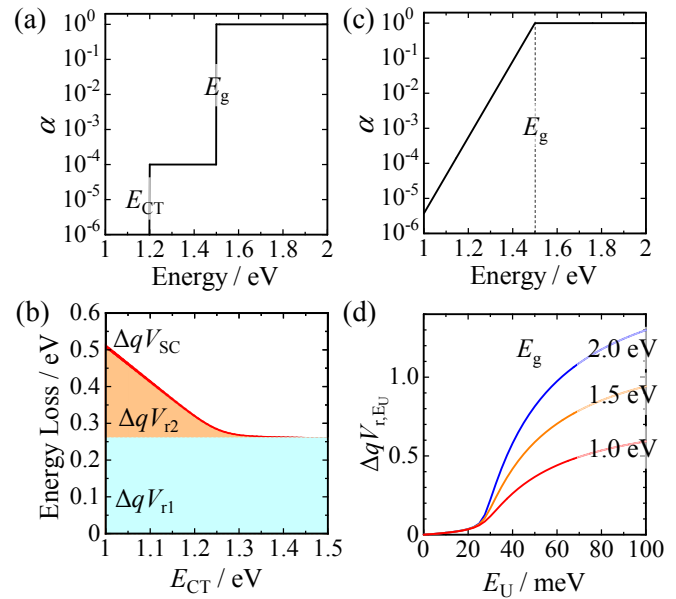 (a)
10⁰
10⁻¹
10⁻²
10⁻³
10⁻⁴
10⁻⁵
10⁻⁶
α
E_g
E_CT
1 1.2 1.4 1.6 1.8 2
Energy / eV
(c)
10⁰
10⁻¹
10⁻²
10⁻³
10⁻⁴
10⁻⁵
10⁻⁶
α
E_g
1 1.2 1.4 1.6 1.8 2
Energy / eV
(b)
0.6
0.5
0.4
0.3
0.2
0.1
0
Energy Loss / eV
ΔqV_SC
ΔqV_r2
ΔqV_r1
1 1.1 1.2 1.3 1.4 1.5
E_CT / eV
(d)
1.0
0.5
0
ΔqV_r,E_U
E_g
2.0 eV
1.5 eV
1.0 eV
0 20 40 60 80 100
E_U / meV